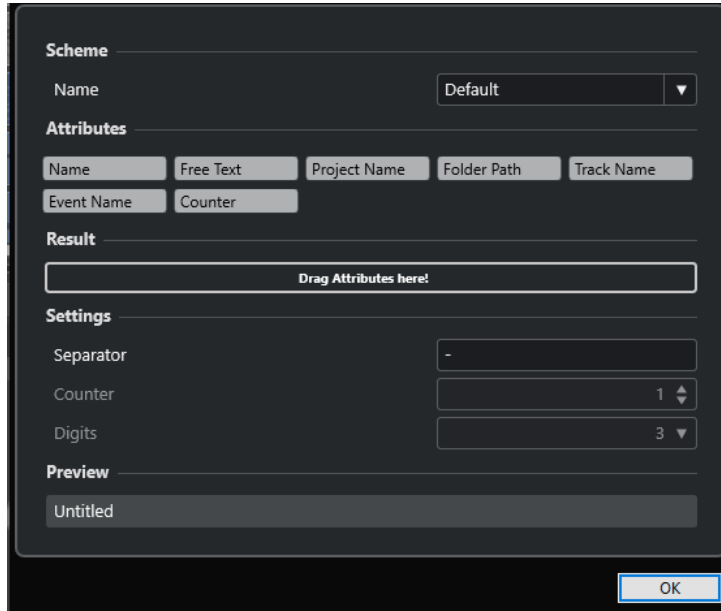 Scheme
Name Default ▼
Attributes
Name Free Text Project Name Folder Path Track Name
Event Name Counter
Result
Drag Attributes here!
Settings
Separator -
Counter 1
Digits 3 ▼
Preview
Untitled
OK